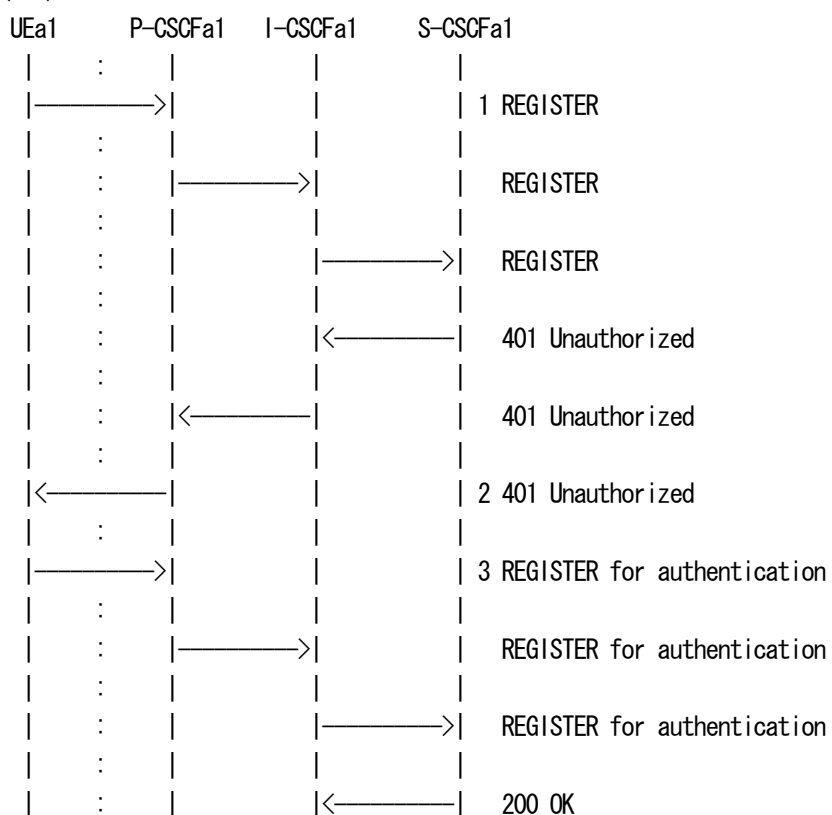 UEa1 P-CSCFa1 I-CSCFa1 S-CSCFa1
1 REGISTER
REGISTER
REGISTER
401 Unauthorized
401 Unauthorized
2 401 Unauthorized
3 REGISTER for authentication
REGISTER for authentication
REGISTER for authentication
200 OK